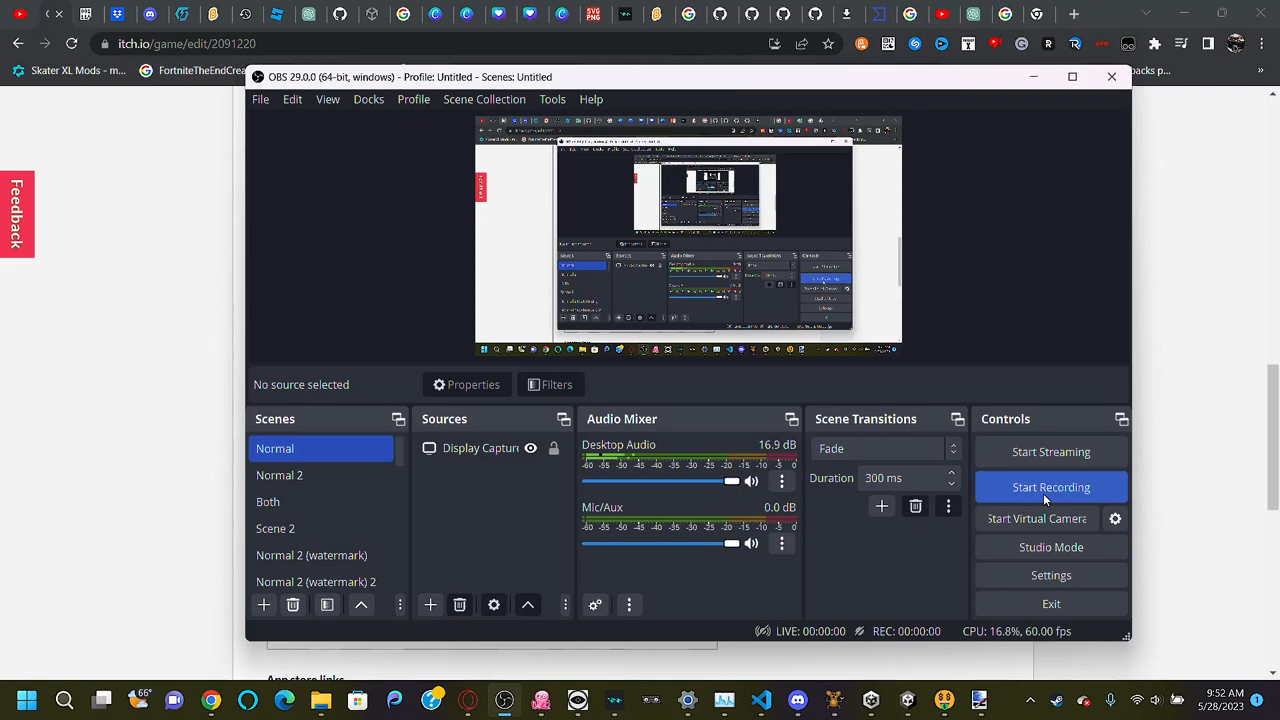 itch.io/game/edit/2091220
Skater XL Mods – m...
FortniteTheEndCrea
packs p...
OBS 29.0.0 (64-bit, windows) - Profile: Untitled - Scenes: Untitled
File Edit View Docks Profile Scene Collection Tools Help
Feedback
No source selected
Properties
Filters
Scenes
Normal
Normal 2
Both
Scene 2
Normal 2 (watermark)
Normal 2 (watermark) 2
Sources
Display Capture
Audio Mixer
Desktop Audio 16.9 dB
-60 -55 -50 -45 -40 -35 -30 -25 -20 -15 -10 -5 0
Mic/Aux 0.0 dB
-60 -55 -50 -45 -40 -35 -30 -25 -20 -15 -10 -5 0
Scene Transitions
Fade
Duration 300 ms
Controls
Start Streaming
Start Recording
Start Virtual Camera
Studio Mode
Settings
Exit
LIVE: 00:00:00 REC: 00:00:00 CPU: 16.8%, 60.00 fps
App store links
66°
9:52 AM
5/28/2023